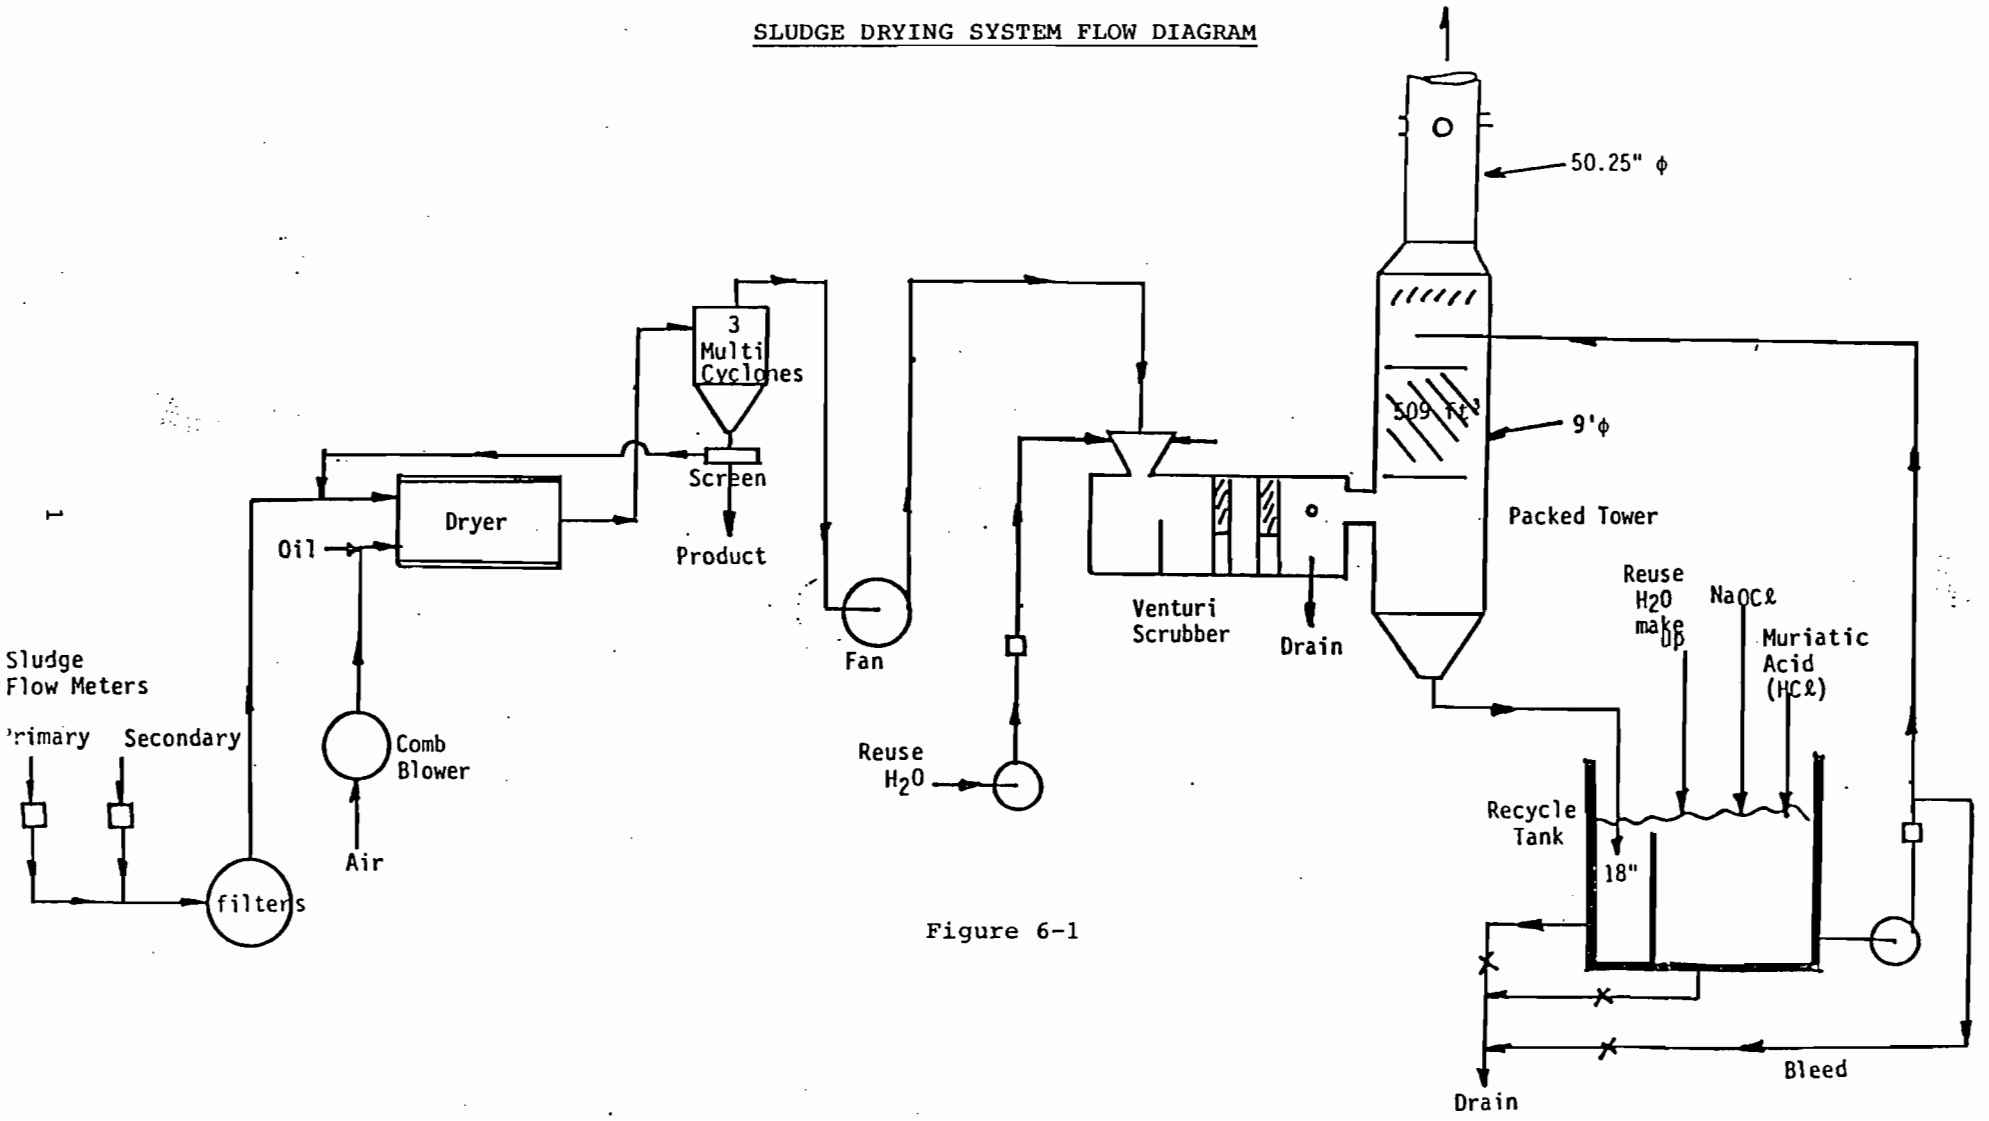 SLUDGE DRYING SYSTEM FLOW DIAGRAM
50.25" ϕ
3
Multi
Cyclones
509 ft³
9'ϕ
Screen
Dryer
Product
Packed Tower
1
Oil
Reuse
H2O
make
up
NaOCℓ
Muriatic
Acid
(HCℓ)
Venturi
Scrubber
Drain
Fan
Sludge
Flow Meters
Primary
Secondary
Comb
Blower
Reuse
H2O
Recycle
Tank
18"
Air
filters
Figure 6-1
Bleed
Drain